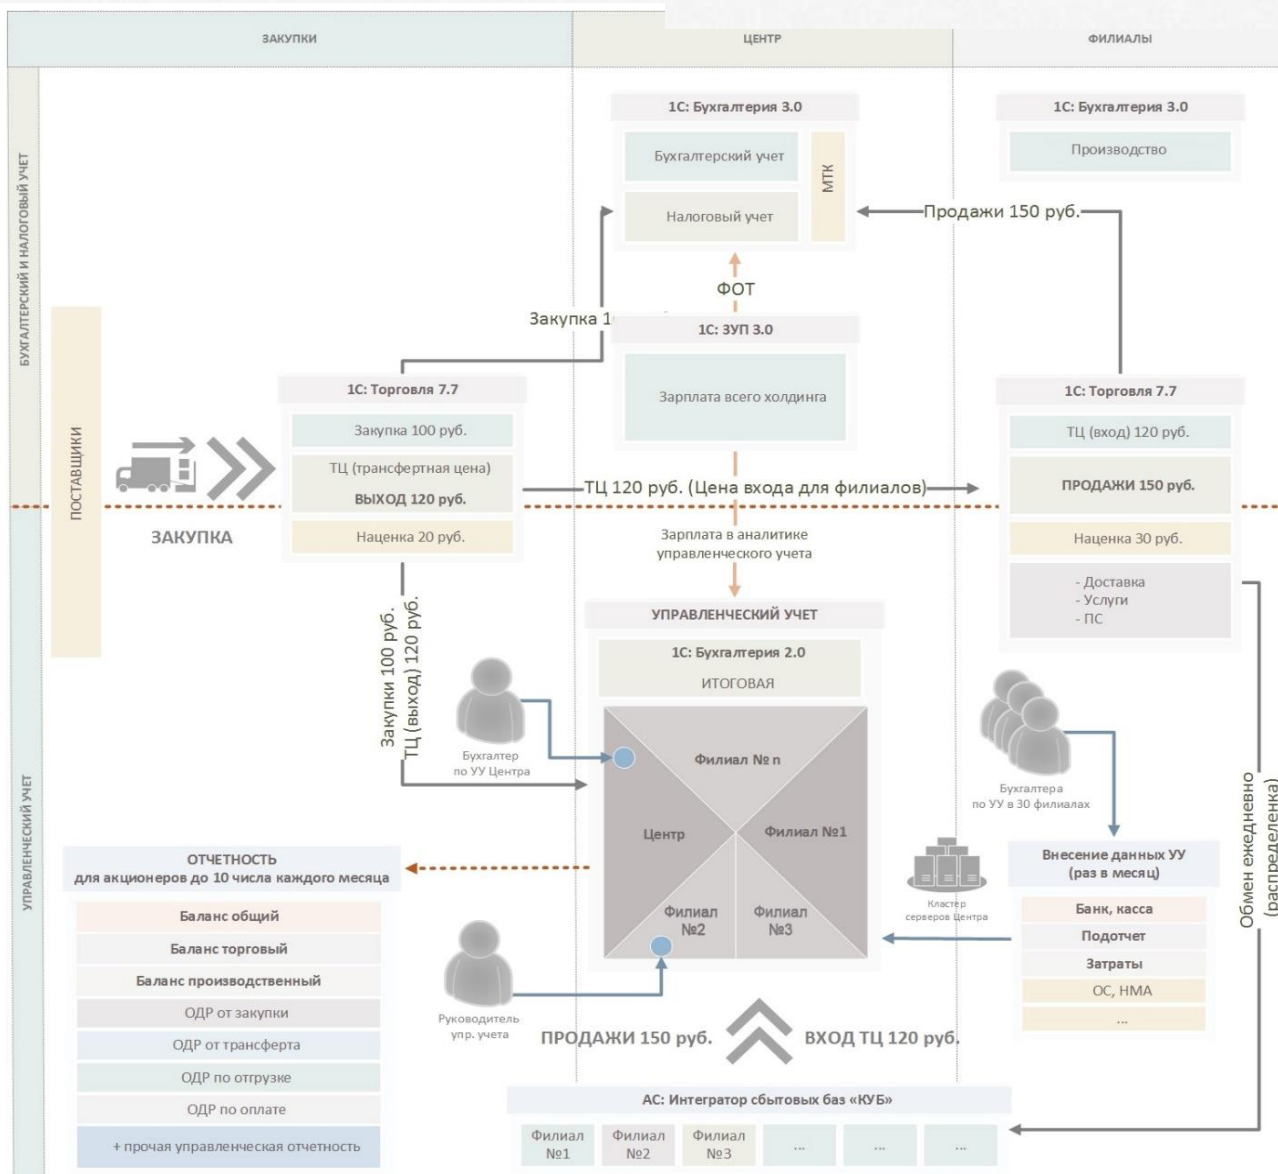 ЗАКУПКИ
ЦЕНТР
ФИЛИАЛЫ
БУХГАЛТЕРСКИЙ И НАЛОГОВЫЙ УЧЕТ
УПРАВЛЕНЧЕСКИЙ УЧЕТ
1С: Бухгалтерия 3.0
Бухгалтерский учет
Налоговый учет
МТК
1С: Бухгалтерия 3.0
Производство
Продажи 150 руб.
ФОТ
Закупка
1С: ЗУП 3.0
Зарплата всего холдинга
ПОСТАВЩИКИ
ЗАКУПКА
1С: Торговля 7.7
Закупка 100 руб.
ТЦ (трансфертная цена)
ВЫХОД 120 руб.
Наценка 20 руб.
ТЦ 120 руб. (Цена входа для филиалов)
1С: Торговля 7.7
ТЦ (вход) 120 руб.
ПРОДАЖИ 150 руб.
Наценка 30 руб.
- Доставка
- Услуги
- ПС
Зарплата в аналитике
управленческого учета
Закупки 100 руб.
ТЦ (выход) 120 руб.
УПРАВЛЕНЧЕСКИЙ УЧЕТ
1С: Бухгалтерия 2.0
ИТОГОВАЯ
Филиал № n
Центр
Филиал №1
Филиал
№2
Филиал
№3
Бухгалтер
по УУ Центра
Руководитель
упр. учета
Бухгалтера
по УУ в 30 филиалах
Кластер
серверов Центра
Внесение данных УУ
(раз в месяц)
Банк, касса
Подотчет
Затраты
ОС, НМА
...
Обмен ежедневно
(распределенка)
ОТЧЕТНОСТЬ
для акционеров до 10 числа каждого месяца
Баланс общий
Баланс торговый
Баланс производственный
ОДР от закупки
ОДР от трансферта
ОДР по отгрузке
ОДР по оплате
+ прочая управленческая отчетность
ПРОДАЖИ 150 руб.
ВХОД ТЦ 120 руб.
АС: Интегратор сбытовых баз «КУБ»
Филиал
№1
Филиал
№2
Филиал
№3
...
...
...